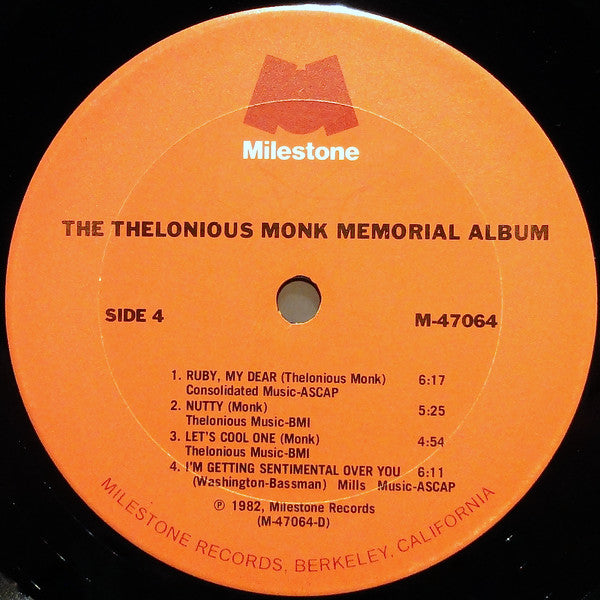 Milestone
THE THELONIOUS MONK MEMORIAL ALBUM
SIDE 4 M-47064
1. RUBY, MY DEAR (Thelonious Monk) 6:17
Consolidated Music-ASCAP
2. NUTTY (Monk) 5:25
Thelonious Music-BMI
3. LET'S COOL ONE (Monk) 4:54
Thelonious Music-BMI
4. I'M GETTING SENTIMENTAL OVER YOU 6:11
(Washington-Bassman) Mills Music-ASCAP
℗ 1982, Milestone Records
(M-47064-D)
MILESTONE RECORDS, BERKELEY, CALIFORNIA